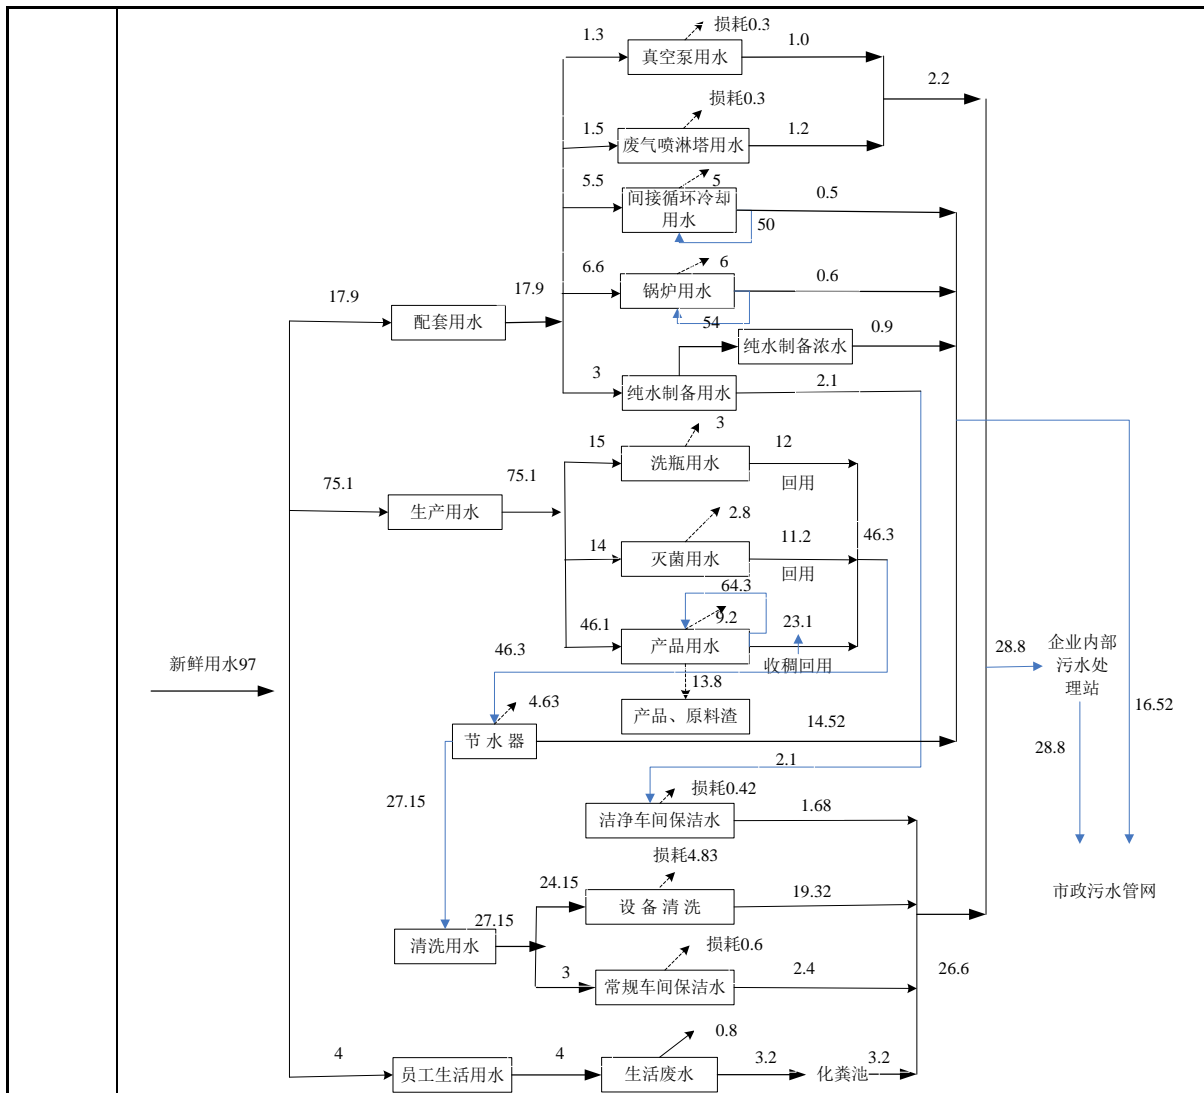 损耗0.3
1.3
真空泵用水
1.0
2.2
损耗0.3
1.5
废气喷淋塔用水
1.2
5
5.5
间接循环冷却
用水
0.5
50
6
6.6
锅炉用水
0.6
54
17.9
配套用水
17.9
纯水制备浓水
0.9
3
纯水制备用水
2.1
3
15
洗瓶用水
12
回用
75.1
生产用水
75.1
2.8
14
灭菌用水
11.2
回用
46.3
64.3
9.2
46.1
产品用水
23.1
收稠回用
新鲜用水97
46.3
13.8
产品、原料渣
28.8
企业内部
污水处
理站
16.52
28.8
4.63
节 水 器
14.52
2.1
27.15
损耗0.42
洁净车间保洁水
1.68
损耗4.83
24.15
设 备 清 洗
19.32
市政污水管网
清洗用水
27.15
损耗0.6
3
常规车间保洁水
2.4
26.6
0.8
4
员工生活用水
4
生活废水
3.2
化粪池
3.2